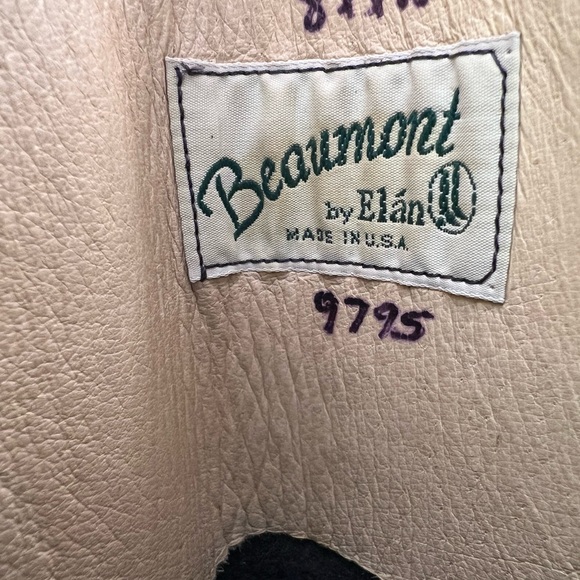 Beaumont
by Elán
MADE IN U.S.A.
9795